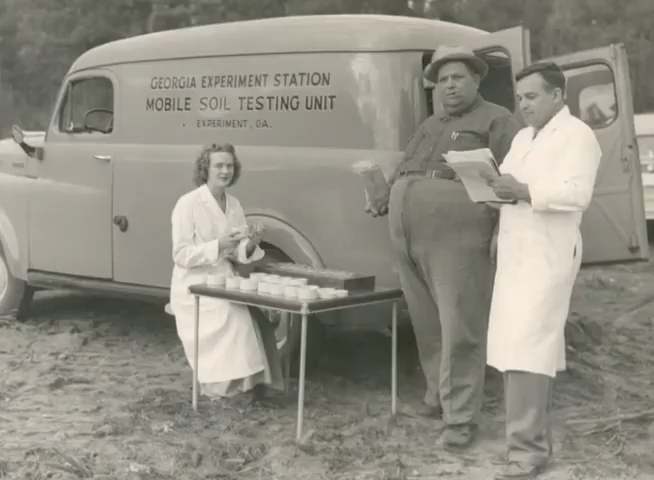 GEORGIA EXPERIMENT STATION
MOBILE SOIL TESTING UNIT
EXPERIMENT, GA.